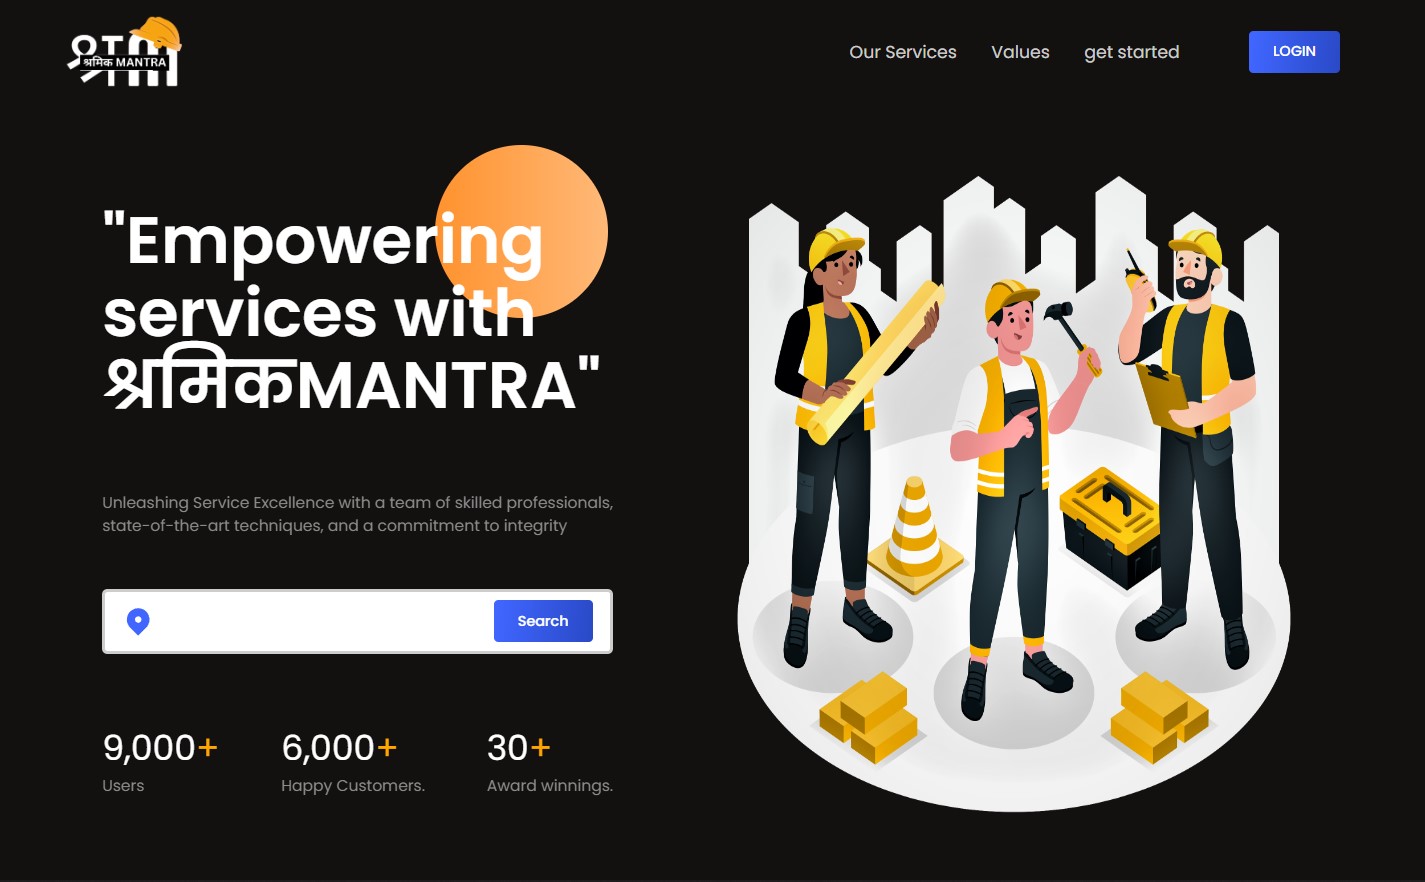 श्रम
श्रमिक MANTRA
Our Services
Values
get started
LOGIN
"Empowering
services with
श्रमिकMANTRA"
Unleashing Service Excellence with a team of skilled professionals,
state-of-the-art techniques, and a commitment to integrity
Search
9,000+
6,000+
30+
Users
Happy Customers.
Award winnings.